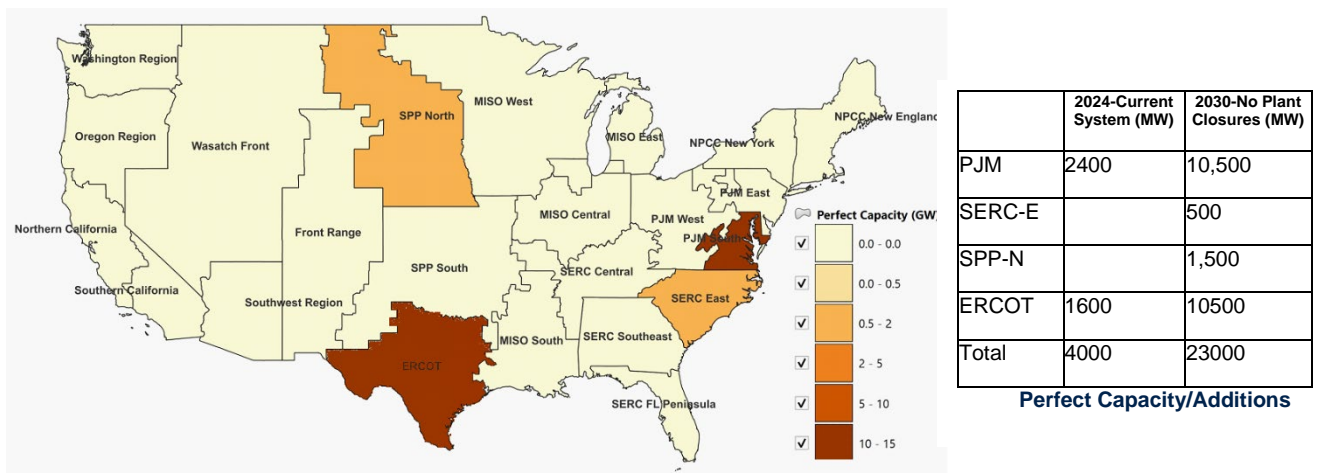 Washington Region
Oregon Region
Wasatch Front
Northern California
Southern California
Front Range
Southwest Region
SPP North
SPP South
MISO West
MISO East
MISO Central
MISO South
ERCOT
NPCC New England
NPCC New York
PJM East
PJM West
PJM South
SERC Central
SERC East
SERC Southeast
SERC FL Peninsula
Perfect Capacity (GW)
0.0 - 0.0
0.0 - 0.5
0.5 - 2
2 - 5
5 - 10
10 - 15
2024-Current System (MW) 2030-No Plant Closures (MW)
PJM 2400 10,500
SERC-E 500
SPP-N 1,500
ERCOT 1600 10500
Total 4000 23000
Perfect Capacity/Additions